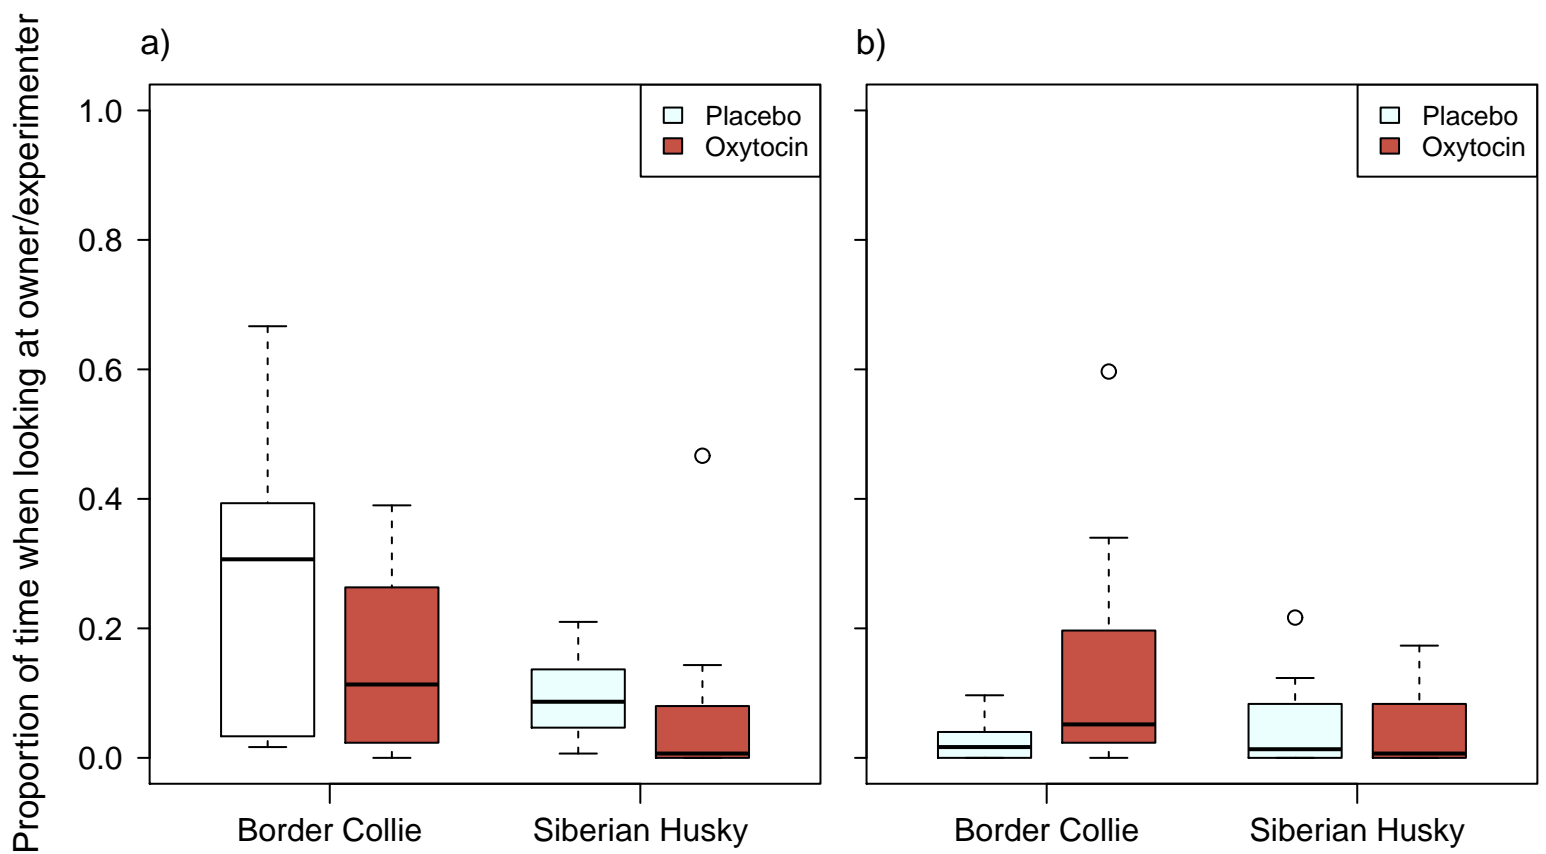 a)
b)
Proportion of time when looking at owner/experimenter
1.0
0.8
0.6
0.4
0.2
0.0
Placebo
Oxytocin
Border Collie
Siberian Husky
Placebo
Oxytocin
Border Collie
Siberian Husky